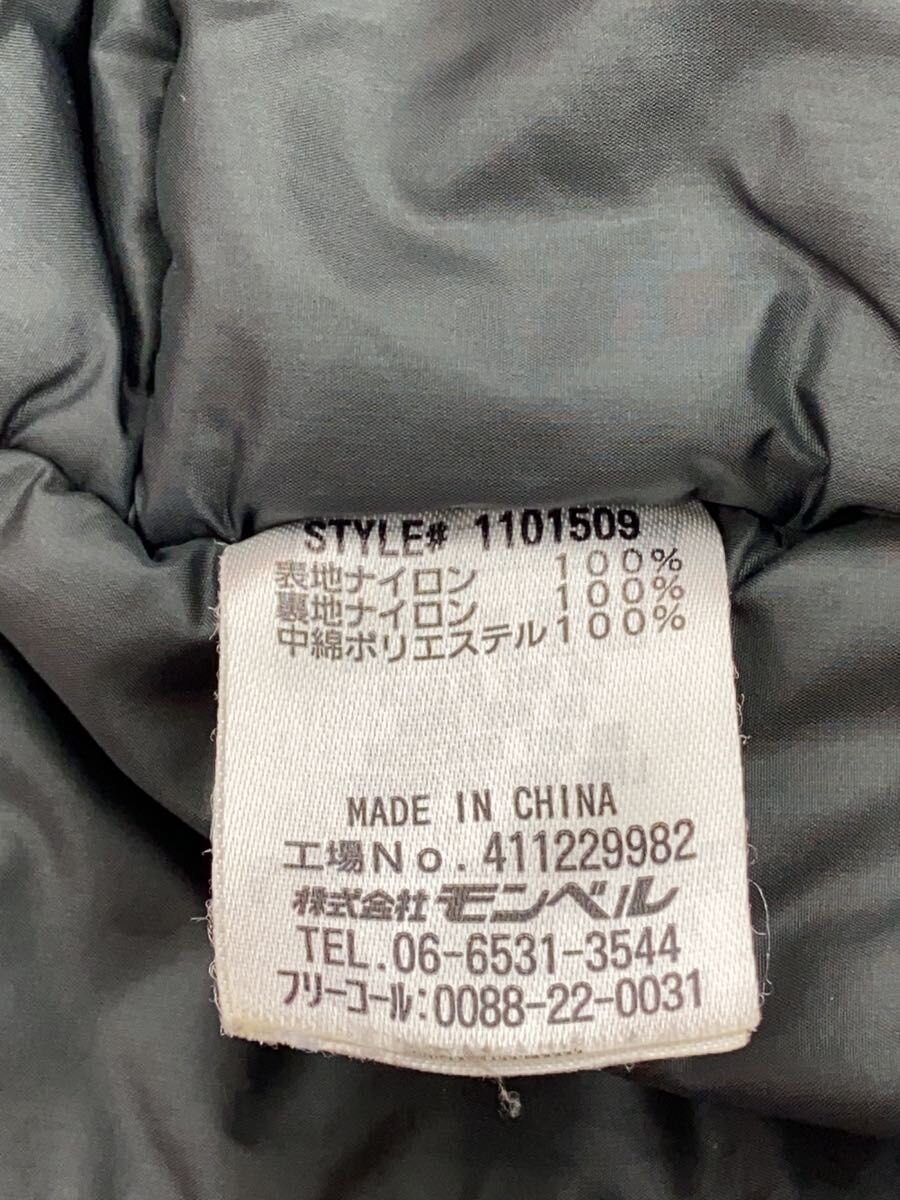 STYLE# 1101509
表地ナイロン 100%
裏地ナイロン 100%
中綿ポリエステル100%
MADE IN CHINA
工場No.411229982
株式会社モンベル
TEL.06-6531-3544
フリーコール:0088-22-0031